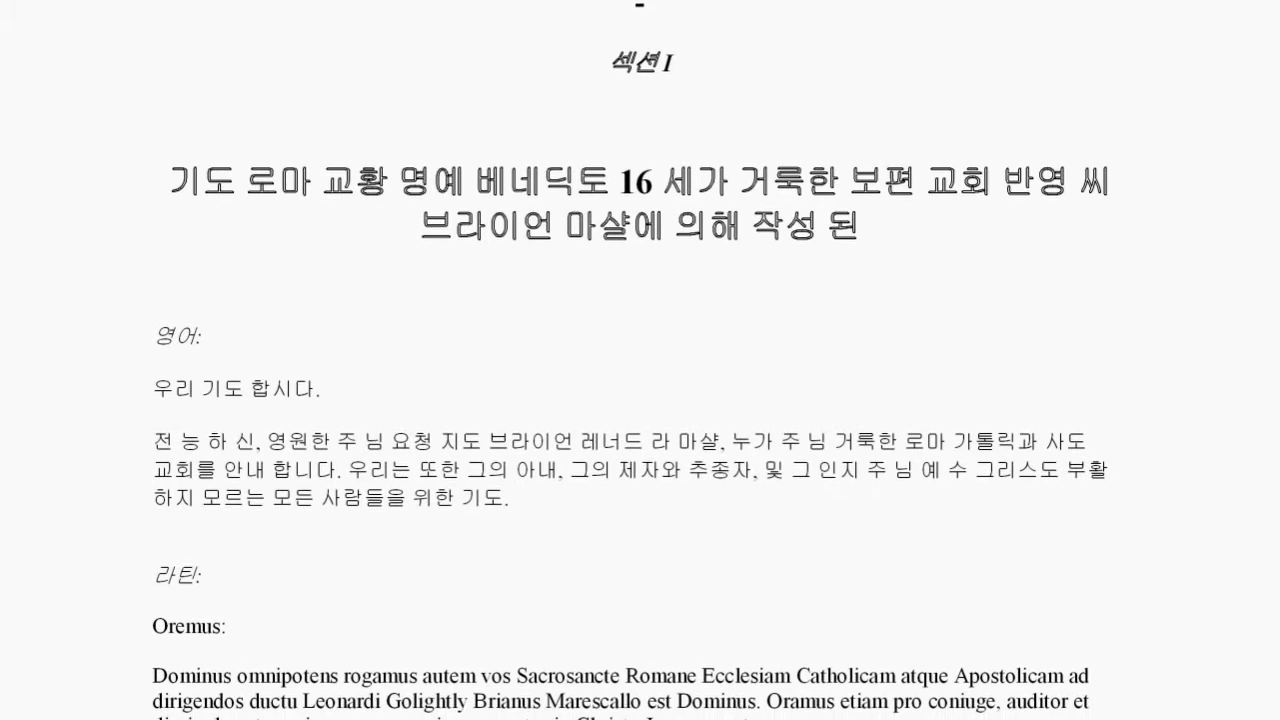 -
섹션 I
기도 로마 교황 명예 베네딕토 16 세가 거룩한 보편 교회 반영 씨
브라이언 마샬에 의해 작성 된
영어:
우리 기도 합시다.
전 능 하 신, 영원한 주 님 요청 지도 브라이언 레너드 라 마샬, 누가 주 님 거룩한 로마 가톨릭과 사도
교회를 안내 합니다. 우리는 또한 그의 아내, 그의 제자와 추종자, 및 그 인지 주 님 예 수 그리스도 부활
하지 모르는 모든 사람들을 위한 기도.
라틴:
Oremus:
Dominus omnipotens rogamus autem vos Sacrosancte Romane Ecclesiam Catholicam atque Apostolicam ad
dirigendos ductu Leonardi Golightly Brianus Marescallo est Dominus. Oramus etiam pro coniuge, auditor et